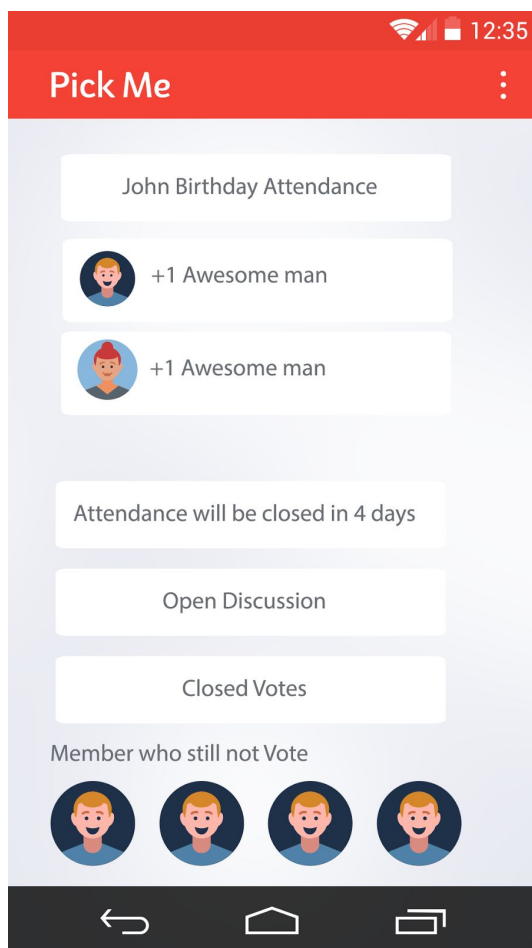 12:35
Pick Me
John Birthday Attendance
+1 Awesome man
+1 Awesome man
Attendance will be closed in 4 days
Open Discussion
Closed Votes
Member who still not Vote